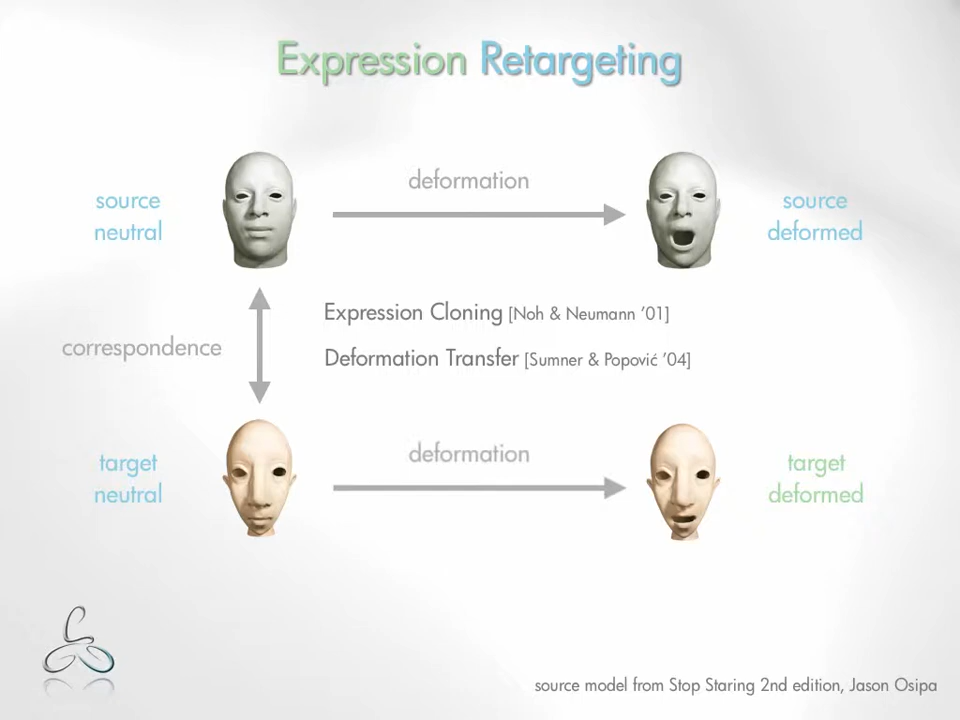 Expression Retargeting
deformation
source
neutral
source
deformed
Expression Cloning [Noh & Neumann '01]
correspondence
Deformation Transfer [Sumner & Popović '04]
deformation
target
neutral
target
deformed
source model from Stop Staring 2nd edition, Jason Osipa